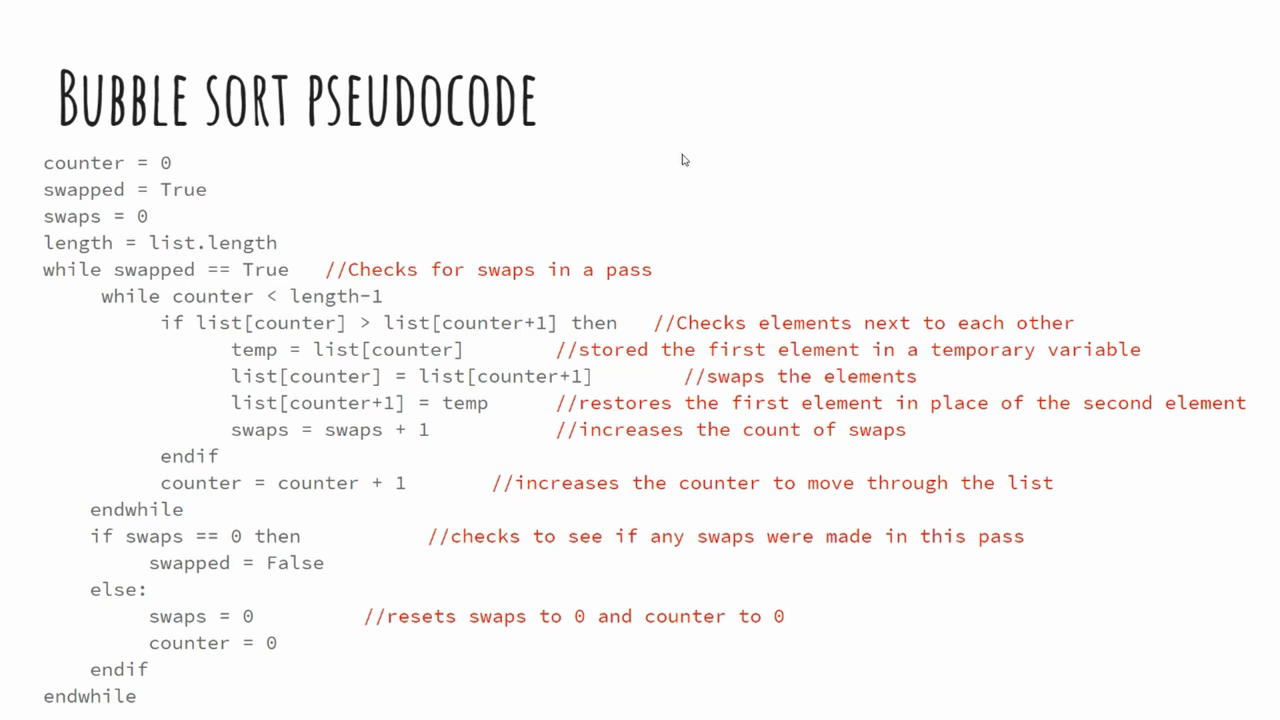 Bubble sort pseudocode
counter = 0
swapped = True
swaps = 0
length = list.length
while swapped == True //Checks for swaps in a pass
while counter < length-1
if list[counter] > list[counter+1] then //Checks elements next to each other
temp = list[counter] //stored the first element in a temporary variable
list[counter] = list[counter+1] //swaps the elements
list[counter+1] = temp //restores the first element in place of the second element
swaps = swaps + 1 //increases the count of swaps
endif
counter = counter + 1 //increases the counter to move through the list
endwhile
if swaps == 0 then //checks to see if any swaps were made in this pass
swapped = False
else:
swaps = 0 //resets swaps to 0 and counter to 0
counter = 0
endif
endwhile